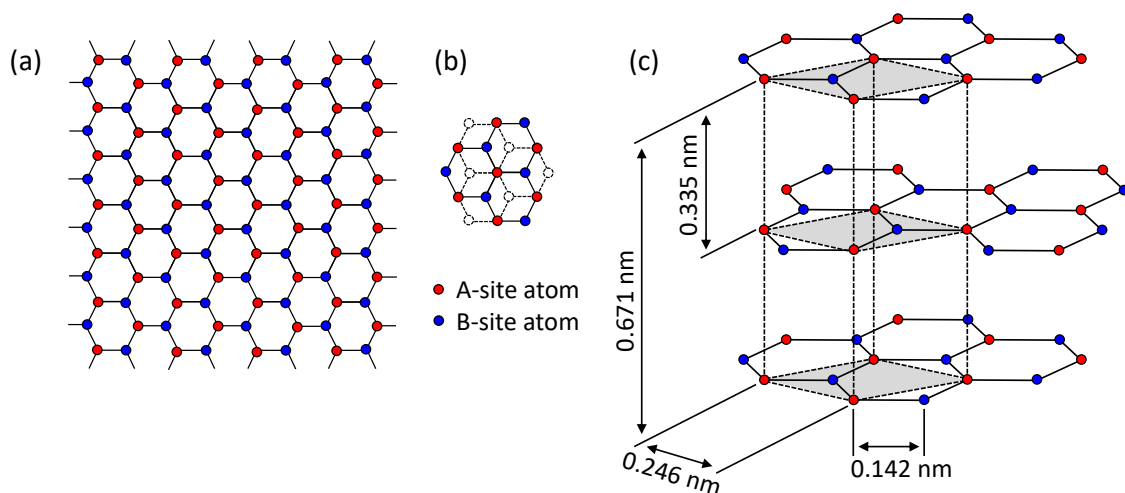 (a)
(b)
(c)
A-site atom
B-site atom
0.335 nm
0.671 nm
0.246 nm
0.142 nm